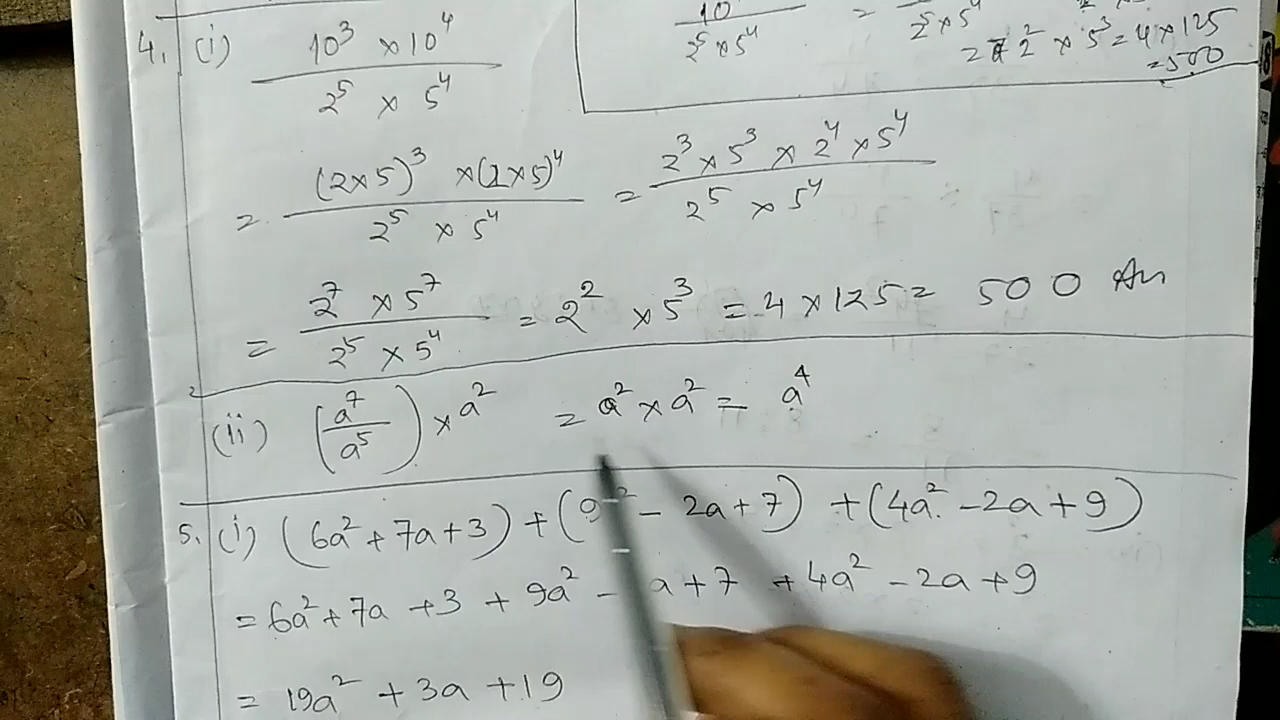 4. (i) 10³ × 10⁴ / 2⁵ × 5⁴
10 / 2⁵ × 5⁴ = / 2⁵ × 5⁴
= 2² × 5³ = 4 × 125
= 500
= (2×5)³ × (2×5)⁴ / 2⁵ × 5⁴ = 2³ × 5³ × 2⁴ × 5⁴ / 2⁵ × 5⁴
= 2⁷ × 5⁷ / 2⁵ × 5⁴ = 2² × 5³ = 4 × 125 = 500 An
(ii) (a⁷ / a⁵) × a² = a² × a² = a⁴
5. (i) (6a² + 7a + 3) + (9 ² − 2a + 7) + (4a² − 2a + 9)
= 6a² + 7a + 3 + 9a² − a + 7 + 4a² − 2a + 9
= 19a² + 3a + 19